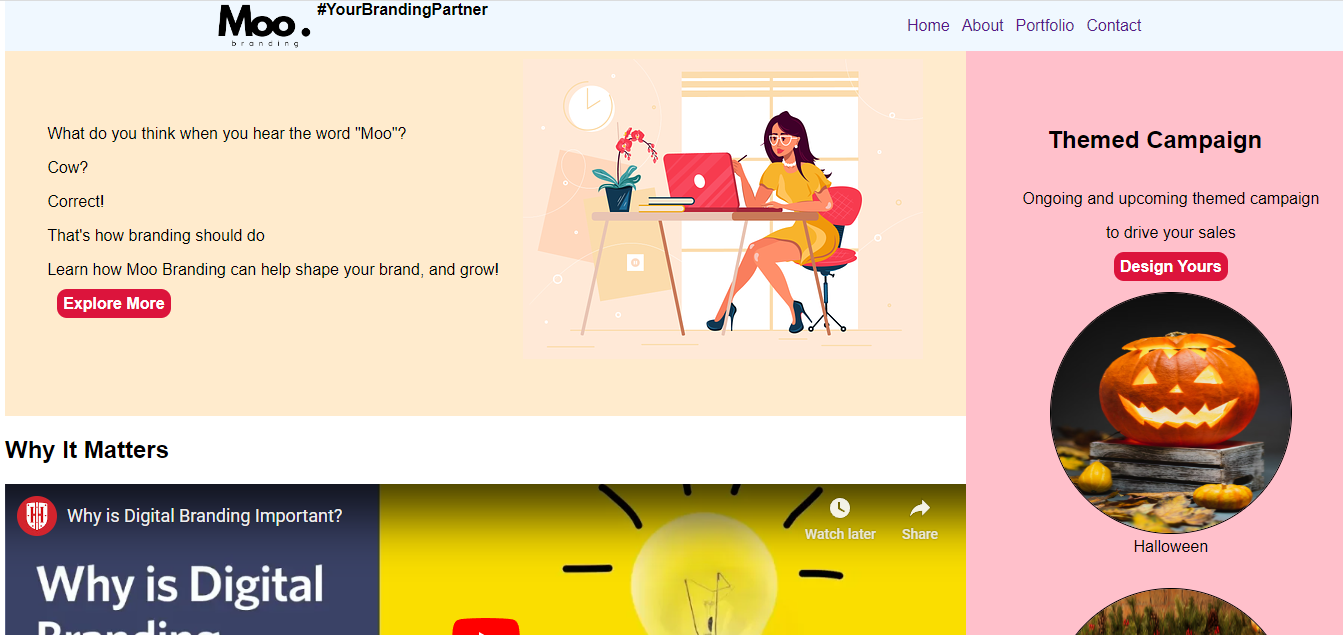 Moo.
branding
#YourBrandingPartner
Home About Portfolio Contact
What do you think when you hear the word "Moo"?
Cow?
Correct!
That's how branding should do
Learn how Moo Branding can help shape your brand, and grow!
Explore More
Themed Campaign
Ongoing and upcoming themed campaign
to drive your sales
Design Yours
Halloween
Why It Matters
Why is Digital Branding Important?
Watch later
Share
Why is Digital
Branding